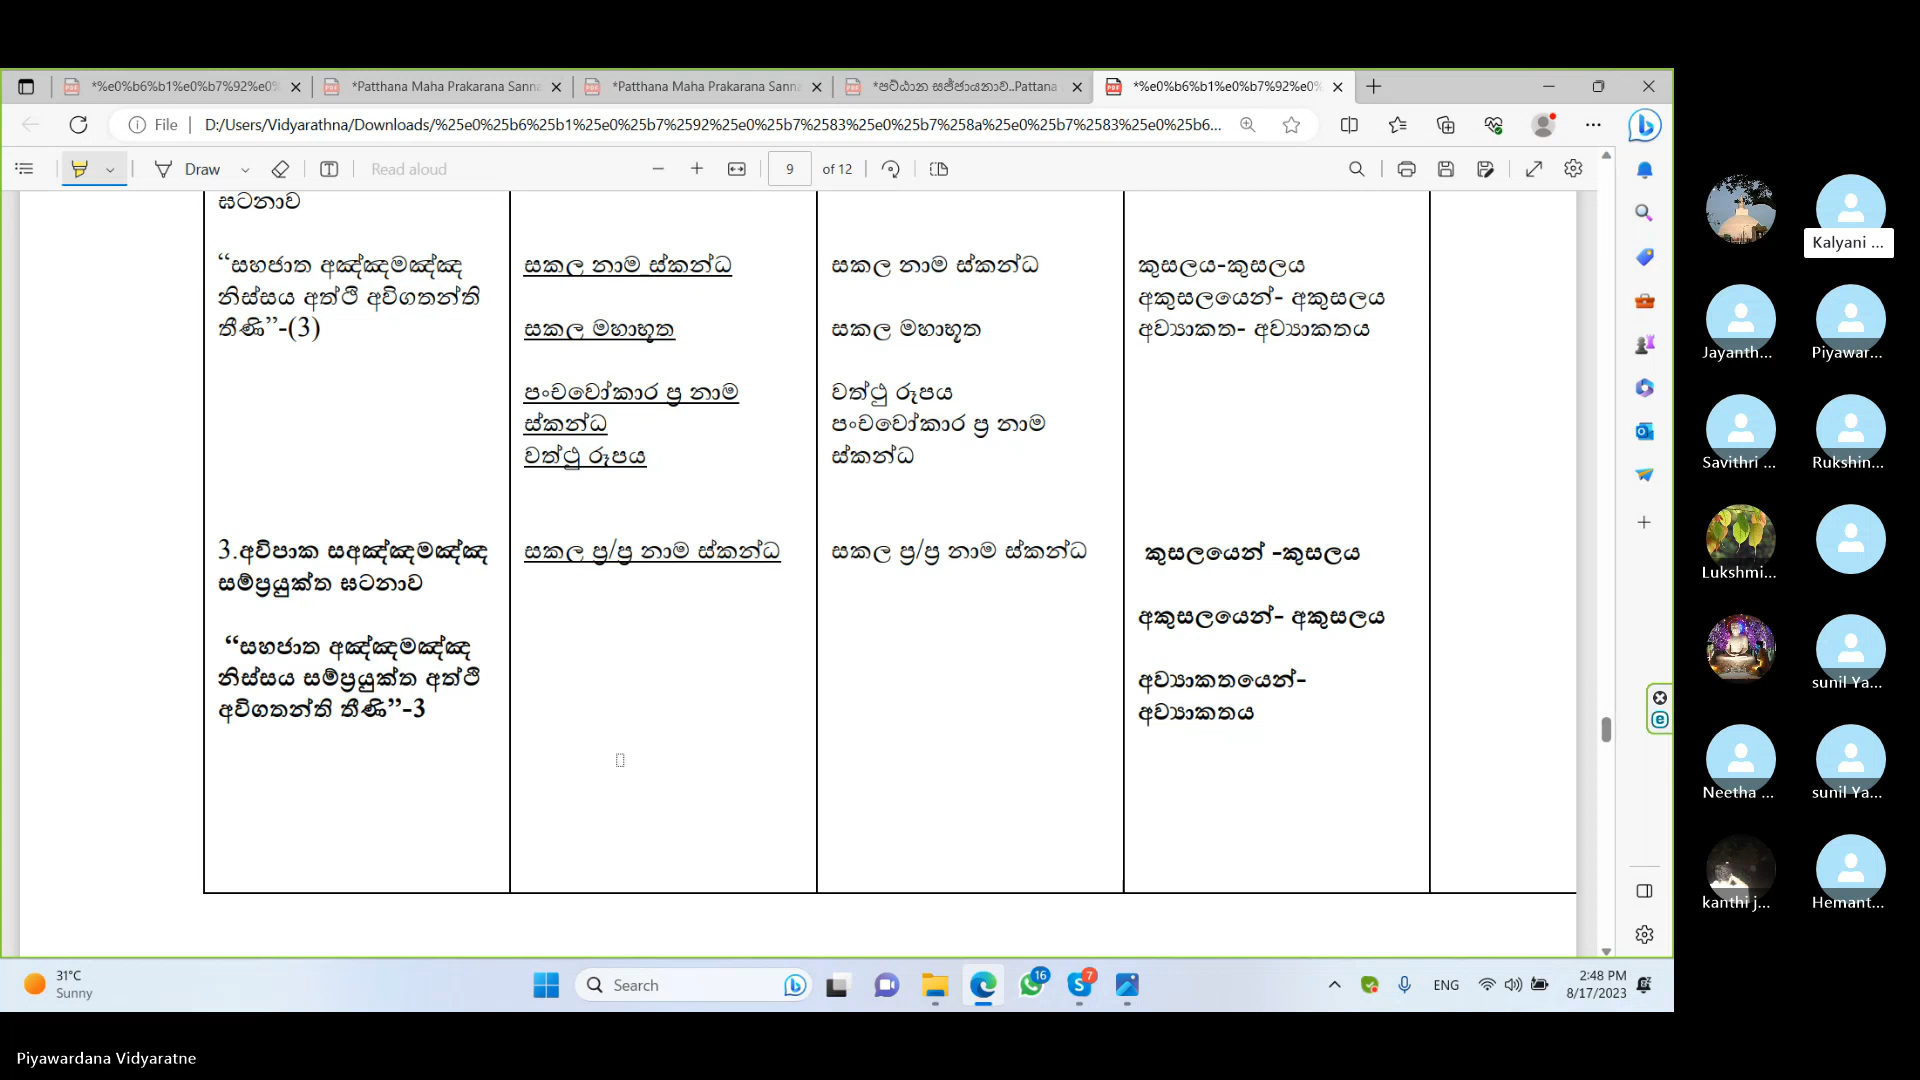 *%e0%b6%b1%e0%b7%92%e0%
*Patthana Maha Prakarana Sanna
*Patthana Maha Prakarana Sanna
*පට්ඨාන සජ්ඣායනාව..Pattana
*%e0%b6%b1%e0%b7%92%e0%
File
D:/Users/Vidyarathna/Downloads/%25e0%25b6%25b1%25e0%25b7%2592%25e0%25b7%2583%25e0%25b7%258a%25e0%25b7%2583%25e0%25b6...
Draw
Read aloud
9 of 12
ඝටනාව
“සහජාත අඤ්ඤමඤ්ඤ
නිස්සය අත්ථි අවිගතන්ති
තීණි”-(3)
සකල නාම ස්කන්ධ
සකල මහාභූත
පංචවෝකාර ප්‍ර නාම
ස්කන්ධ
වත්ථු රූපය
සකල නාම ස්කන්ධ
සකල මහාභූත
වත්ථු රූපය
පංචවෝකාර ප්‍ර නාම
ස්කන්ධ
කුසලය-කුසලය
අකුසලයෙන්- අකුසලය
අව්‍යාකත- අව්‍යාකතය
3.අවිපාක සඅඤ්ඤමඤ්ඤ
සම්ප්‍රයුක්ත ඝටනාව
“සහජාත අඤ්ඤමඤ්ඤ
නිස්සය සම්ප්‍රයුක්ත අත්ථි
අවිගතන්ති තීණි”-3
සකල ප්‍ර/ප්‍ර නාම ස්කන්ධ
සකල ප්‍ර/ප්‍ර නාම ස්කන්ධ
කුසලයෙන් -කුසලය
අකුසලයෙන්- අකුසලය
අව්‍යාකතයෙන්-
අව්‍යාකතය
Kalyani ...
Jayanth...
Piyawar...
Savithri ...
Rukshin...
Lukshmi...
sunil Ya...
Neetha ...
sunil Ya...
kanthi j...
Hemant...
31°C
Sunny
Search
16
7
ENG
2:48 PM
8/17/2023
Piyawardana Vidyaratne